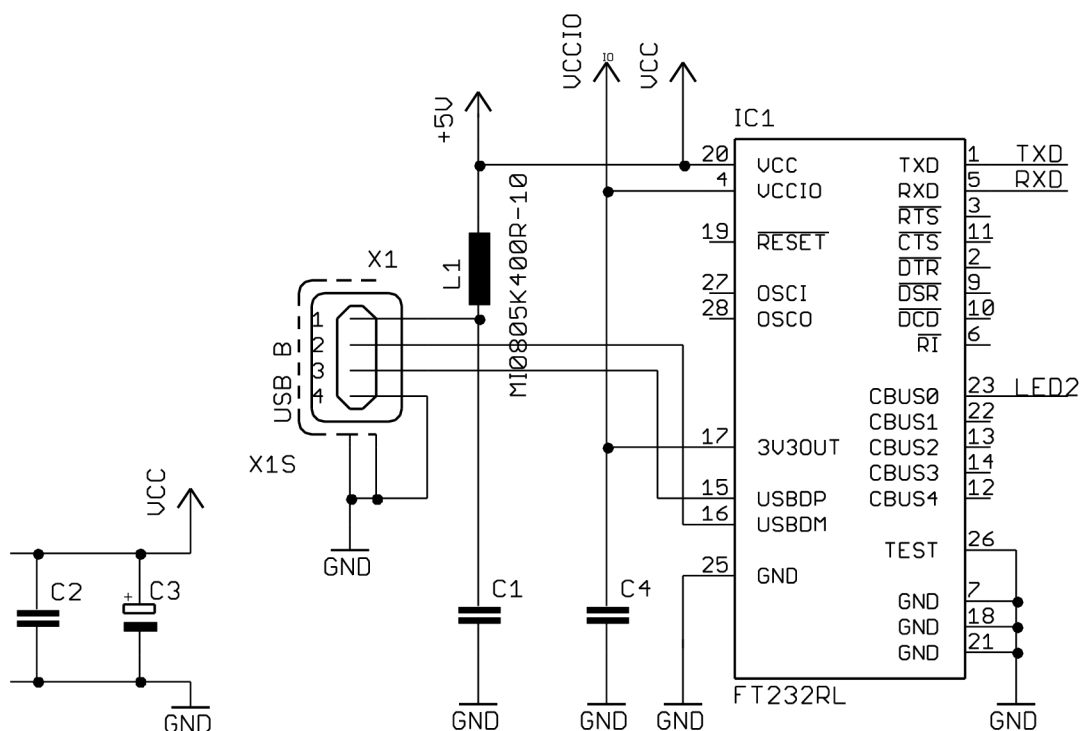 VCCIO
IO
VCC
+5V
IC1
20
VCC
TXD
1
TXD
4
VCCIO
RXD
5
RXD
RTS
3
19
RESET
CTS
11
DTR
2
27
OSCI
DSR
9
28
OSCO
DCD
10
RI
6
CBUS0
23
LED2
CBUS1
22
17
3V3OUT
CBUS2
13
CBUS3
14
15
USBDP
CBUS4
12
16
USBDM
TEST
26
25
GND
GND
7
GND
18
GND
21
FT232RL
L1
MI0805K400R-10
X1
1
2
3
4
USB B
X1S
GND
VCC
C2
+
C3
GND
C1
GND
C4
GND
GND
GND